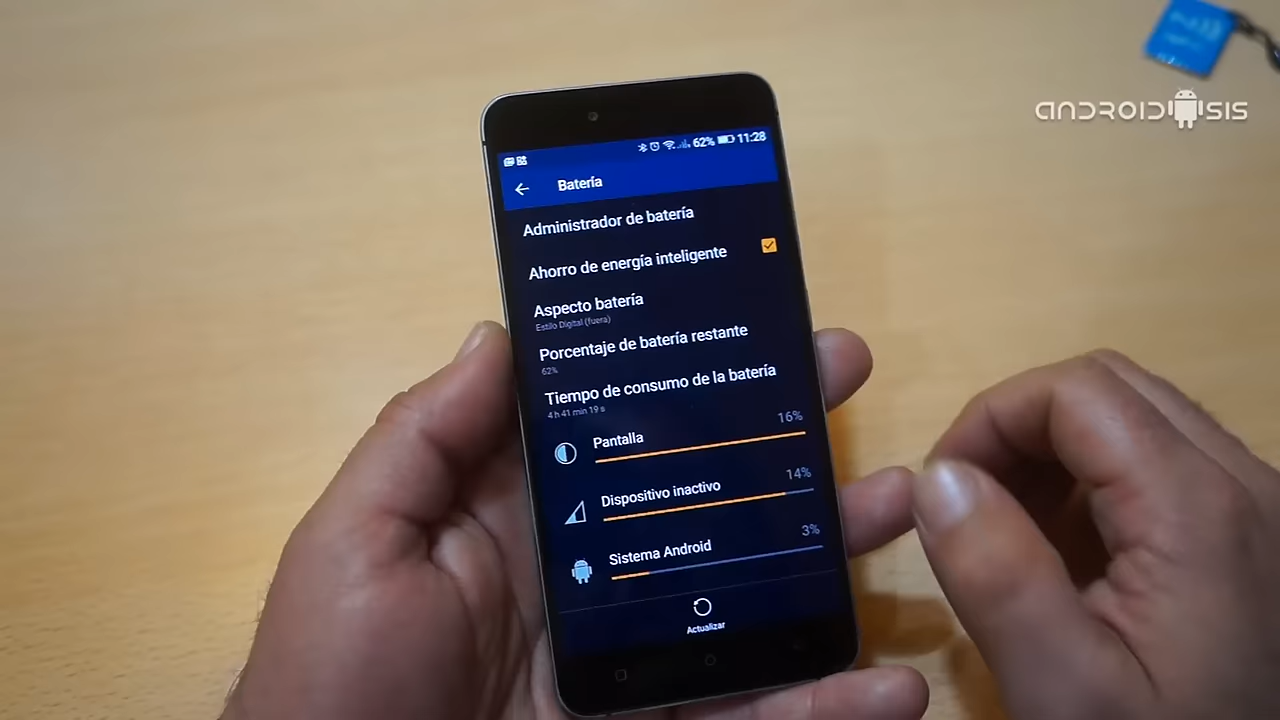 ANDROIDSIS
62% 11:28
Batería
Administrador de batería
Ahorro de energía inteligente
Aspecto batería
Estilo Digital (fuera)
Porcentaje de batería restante
62%
Tiempo de consumo de la batería
4 h 41 min 19 s
Pantalla 16%
Dispositivo inactivo 14%
Sistema Android 3%
Actualizar